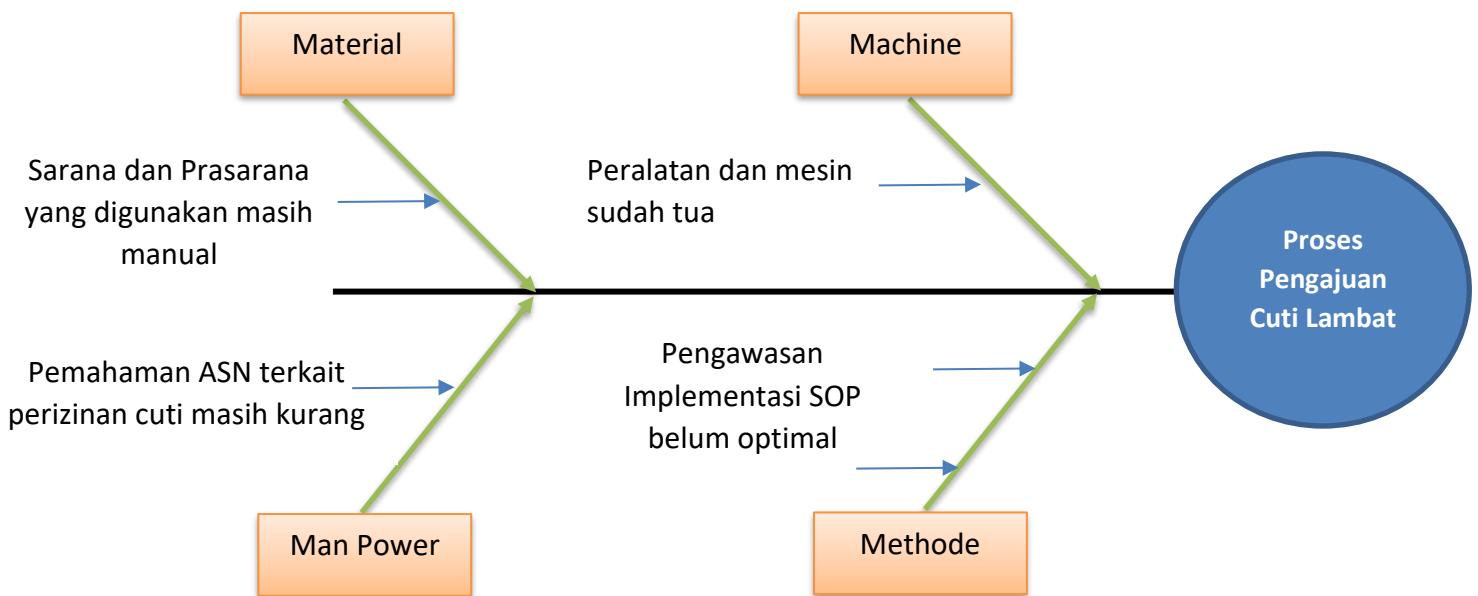 Material
Machine
Sarana dan Prasarana
yang digunakan masih
manual
Peralatan dan mesin
sudah tua
Proses
Pengajuan
Cuti Lambat
Pemahaman ASN terkait
perizinan cuti masih kurang
Pengawasan
Implementasi SOP
belum optimal
Man Power
Methode